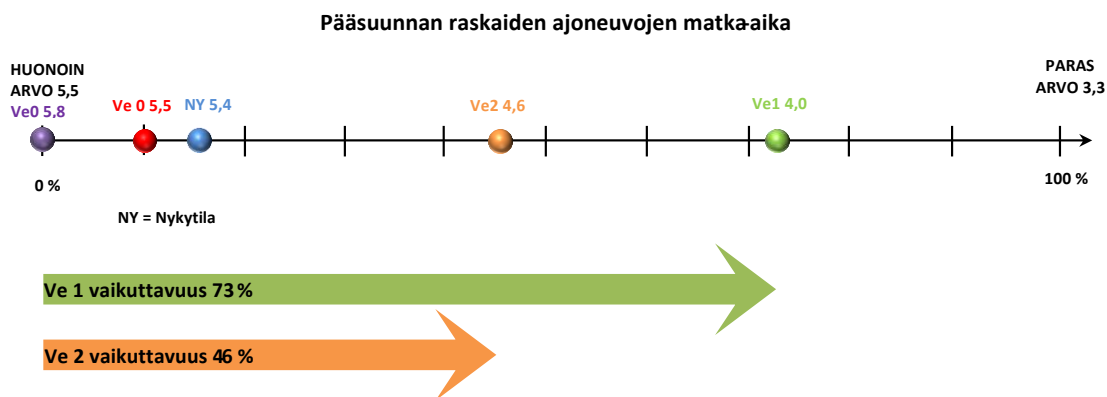 Pääsuunnan raskaiden ajoneuvojen matka-aika
HUONOIN
ARVO 5,5
Ve0 5.8
Ve 0 5,5
NY 5,4
Ve2 4,6
Ve1 4,0
PARAS
ARVO 3,3
0 %
100 %
NY = Nykytila
Ve 1 vaikuttavuus 73 %
Ve 2 vaikuttavuus 46 %